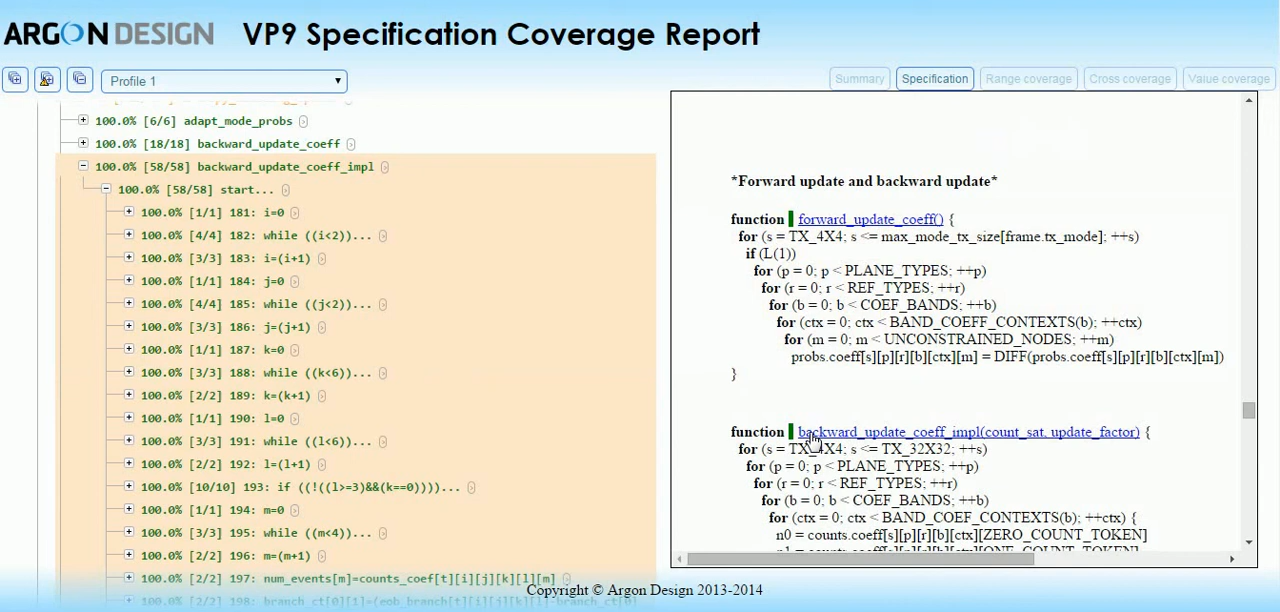 ARGON DESIGN VP9 Specification Coverage Report
Profile 1
Summary Specification Range coverage Cross coverage Value coverage
100.0% [6/6] adapt_mode_probs
100.0% [18/18] backward_update_coeff
100.0% [58/58] backward_update_coeff_impl
100.0% [58/58] start...
100.0% [1/1] 181: i=0
100.0% [4/4] 182: while ((i<2))...
100.0% [3/3] 183: i=(i+1)
100.0% [1/1] 184: j=0
100.0% [4/4] 185: while ((j<2))...
100.0% [3/3] 186: j=(j+1)
100.0% [1/1] 187: k=0
100.0% [3/3] 188: while ((k<6))...
100.0% [2/2] 189: k=(k+1)
100.0% [1/1] 190: l=0
100.0% [3/3] 191: while ((l<6))...
100.0% [2/2] 192: l=(l+1)
100.0% [10/10] 193: if ((!((l>=3)&&(k==0))))...
100.0% [1/1] 194: m=0
100.0% [3/3] 195: while ((m<4))...
100.0% [2/2] 196: m=(m+1)
100.0% [2/2] 197: num_events[m]=counts_coef[t][i][j][k][l][m]
*Forward update and backward update*
function forward_update_coeff() {
for (s = TX_4X4; s <= max_mode_tx_size[frame.tx_mode]; ++s)
if (L(1))
for (p = 0; p < PLANE_TYPES; ++p)
for (r = 0; r < REF_TYPES; ++r)
for (b = 0; b < COEF_BANDS; ++b)
for (ctx = 0; ctx < BAND_COEFF_CONTEXTS(b); ++ctx)
for (m = 0; m < UNCONSTRAINED_NODES; ++m)
probs.coeff[s][p][r][b][ctx][m] = DIFF(probs.coeff[s][p][r][b][ctx][m])
}
function backward_update_coeff_impl(count_sat, update_factor) {
for (s = TX_4X4; s <= TX_32X32; ++s)
for (p = 0; p < PLANE_TYPES; ++p)
for (r = 0; r < REF_TYPES; ++r)
for (b = 0; b < COEF_BANDS; ++b)
for (ctx = 0; ctx < BAND_COEF_CONTEXTS(b); ++ctx) {
n0 = counts.coeff[s][p][r][b][ctx][ZERO_COUNT_TOKEN]
Copyright © Argon Design 2013-2014